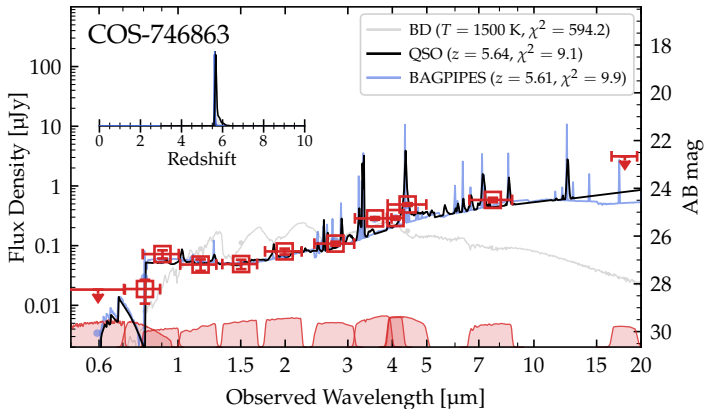 COS-746863
BD (T = 1500 K, χ² = 594.2)
QSO (z = 5.64, χ² = 9.1)
BAGPIPES (z = 5.61, χ² = 9.9)
Flux Density [µJy]
100
10
1
0.1
0.01
0 2 4 6 8 10
Redshift
18
20
22
24
26
28
30
AB mag
0.6 1 1.5 2 3 4 5 10 15 20
Observed Wavelength [µm]